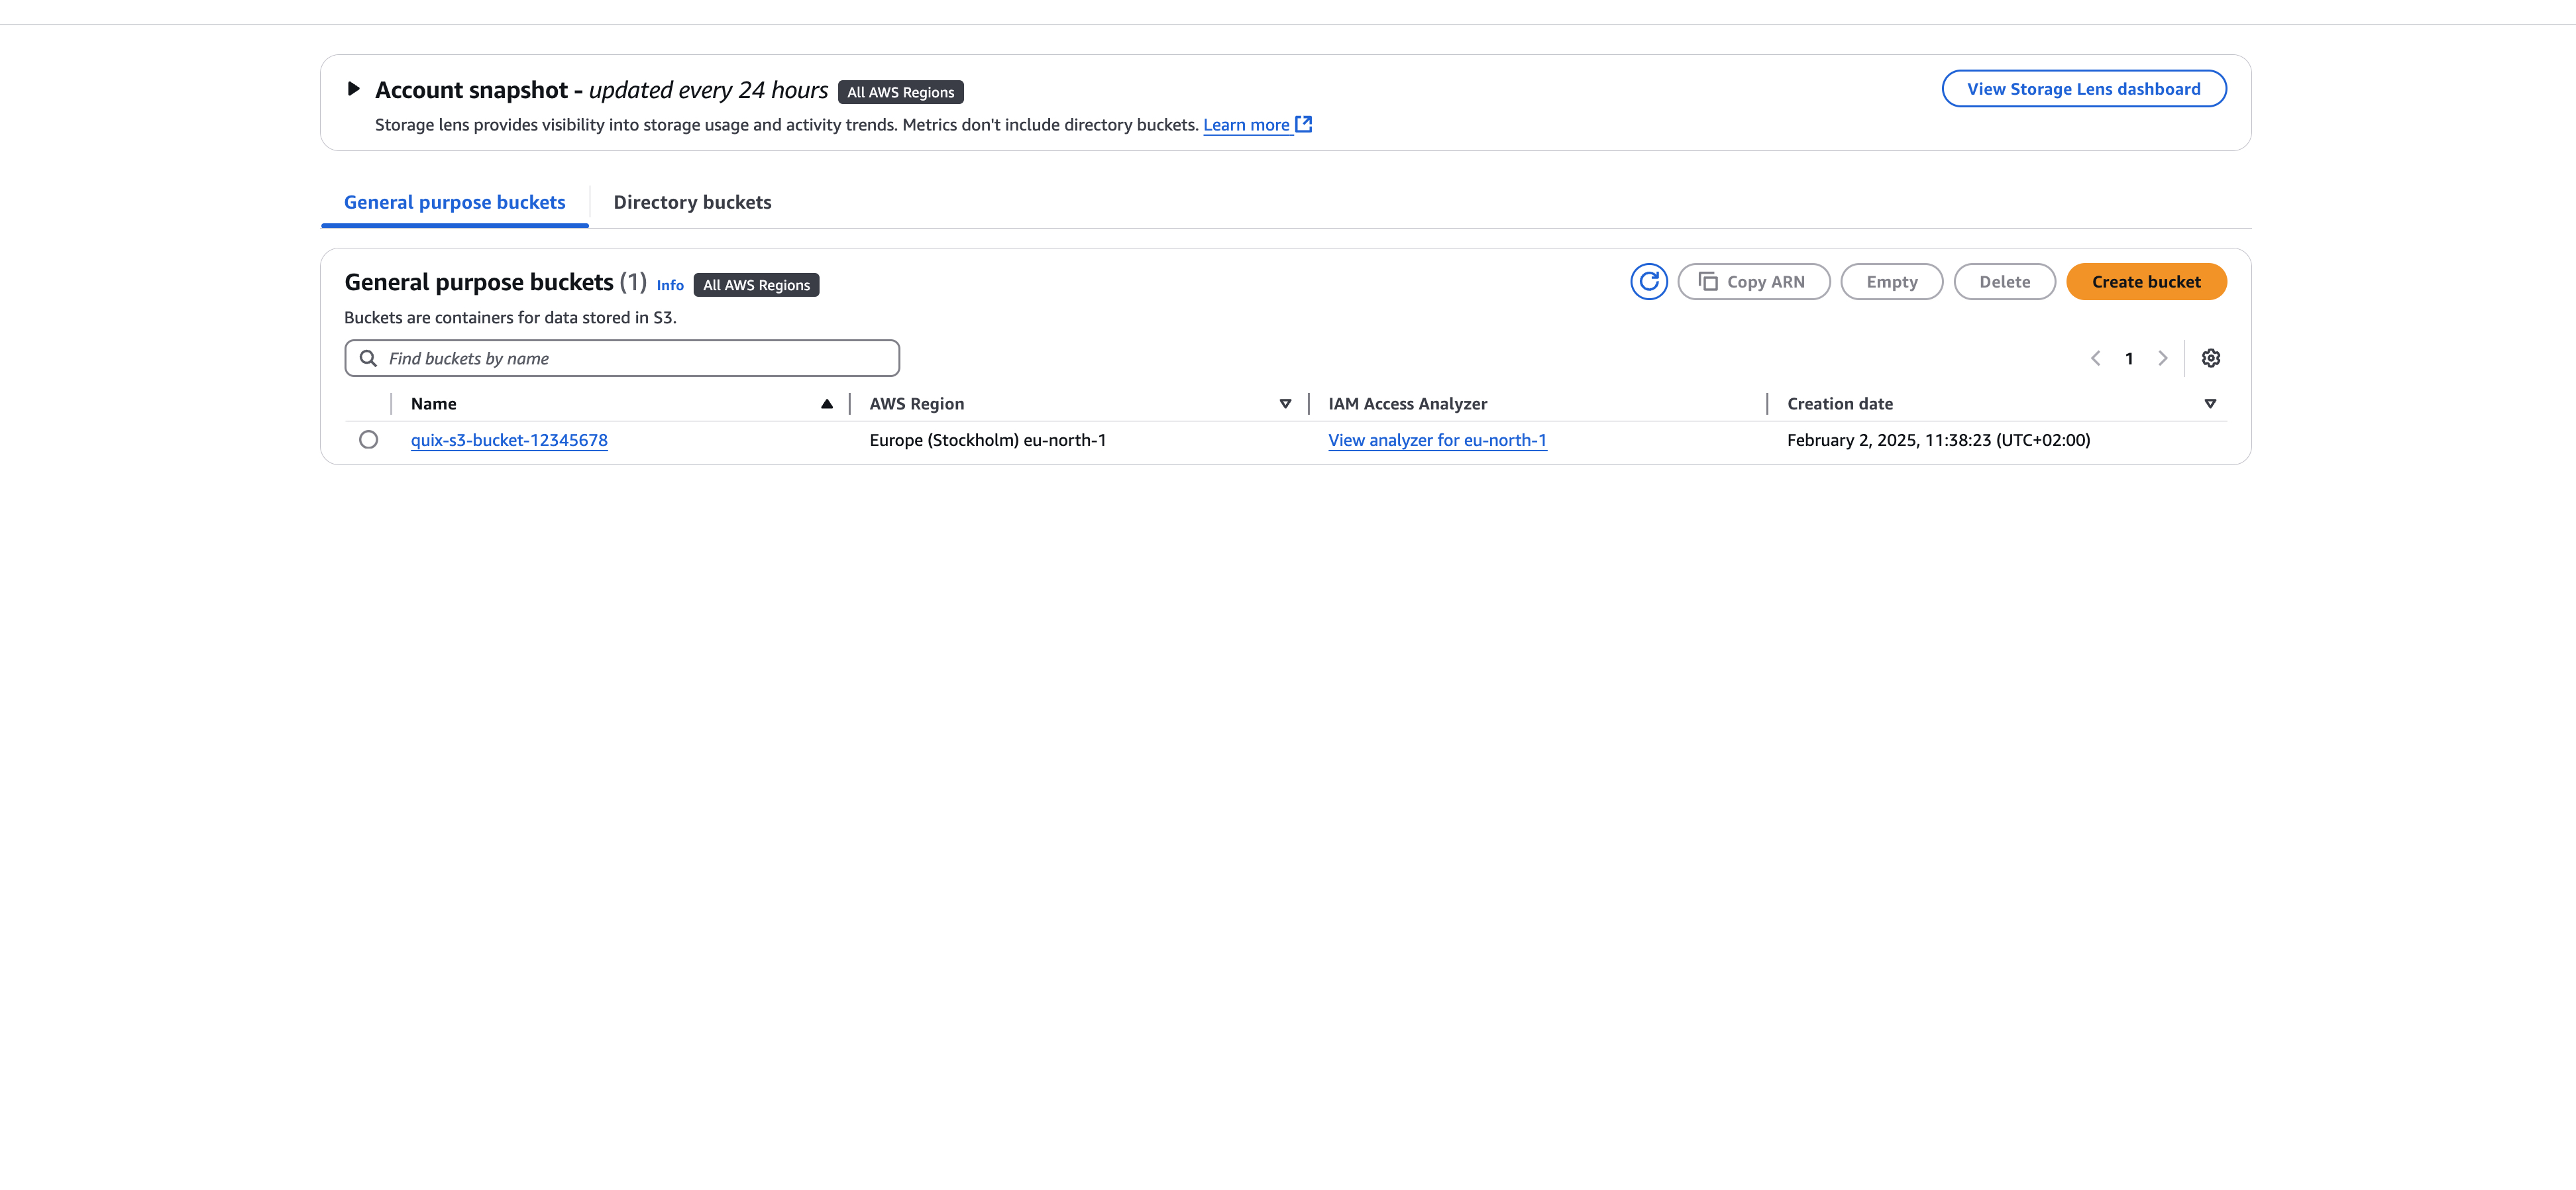 Account snapshot - updated every 24 hours All AWS Regions
View Storage Lens dashboard
Storage lens provides visibility into storage usage and activity trends. Metrics don't include directory buckets. Learn more
General purpose buckets
Directory buckets
General purpose buckets (1) Info All AWS Regions
Copy ARN
Empty
Delete
Create bucket
Buckets are containers for data stored in S3.
Find buckets by name
1
Name
AWS Region
IAM Access Analyzer
Creation date
quix-s3-bucket-12345678
Europe (Stockholm) eu-north-1
View analyzer for eu-north-1
February 2, 2025, 11:38:23 (UTC+02:00)